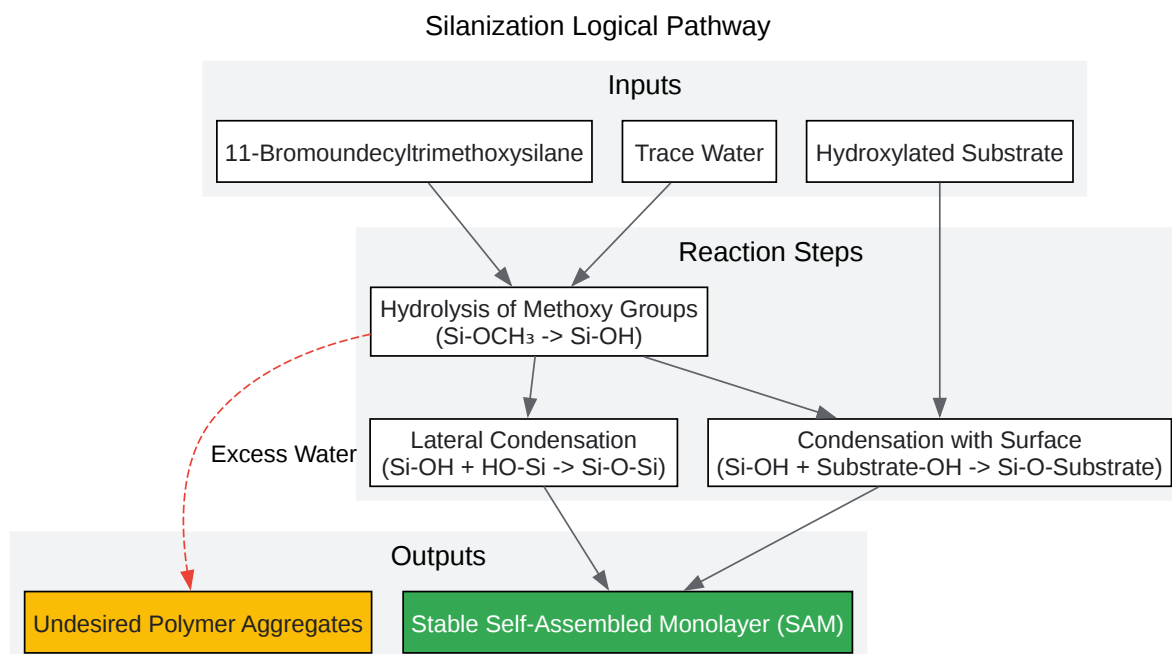 Silanization Logical Pathway
Inputs
11-Bromoundecyltrimethoxysilane
Trace Water
Hydroxylated Substrate
Reaction Steps
Hydrolysis of Methoxy Groups
(Si-OCH₃ -> Si-OH)
Lateral Condensation
(Si-OH + HO-Si -> Si-O-Si)
Condensation with Surface
(Si-OH + Substrate-OH -> Si-O-Substrate)
Excess Water
Outputs
Undesired Polymer Aggregates
Stable Self-Assembled Monolayer (SAM)